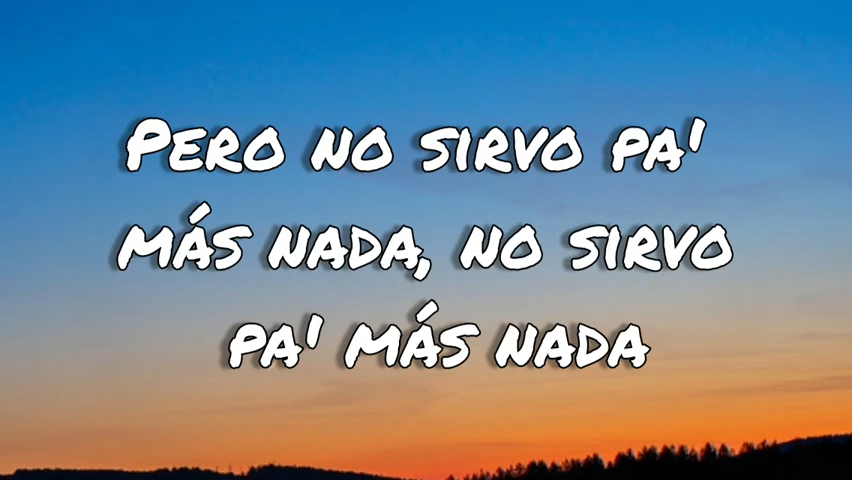 Pero no sirvo pa'
más nada, no sirvo
pa' más nada